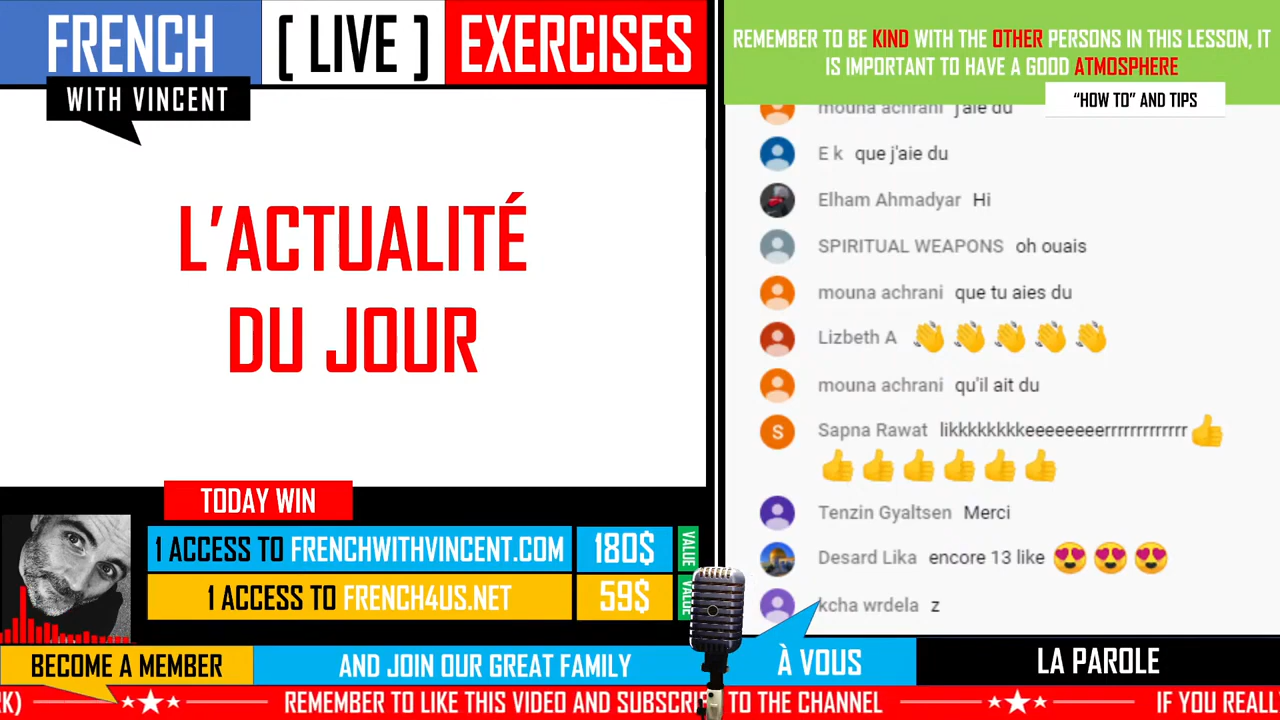 FRENCH [ LIVE ] EXERCISES
WITH VINCENT
L'ACTUALITÉ
DU JOUR
TODAY WIN
1 ACCESS TO FRENCHWITHVINCENT.COM 180$ VALUE
1 ACCESS TO FRENCH4US.NET 59$ VALUE
REMEMBER TO BE KIND WITH THE OTHER PERSONS IN THIS LESSON, IT
IS IMPORTANT TO HAVE A GOOD ATMOSPHERE
“HOW TO” AND TIPS
mouna achrani j'aie du
E k que j'aie du
Elham Ahmadyar Hi
SPIRITUAL WEAPONS oh ouais
mouna achrani que tu aies du
Lizbeth A 👏👏👏👏👏
mouna achrani qu'il ait du
S Sapna Rawat likkkkkkkkeeeeeeeerrrrrrrrrrrrr👍
👍👍👍👍👍👍
Tenzin Gyaltsen Merci
Desard Lika encore 13 like 😍😍😍
kcha wrdela z
BECOME A MEMBER AND JOIN OUR GREAT FAMILY À VOUS LA PAROLE
REMEMBER TO LIKE THIS VIDEO AND TO THE CHANNEL IF YOU